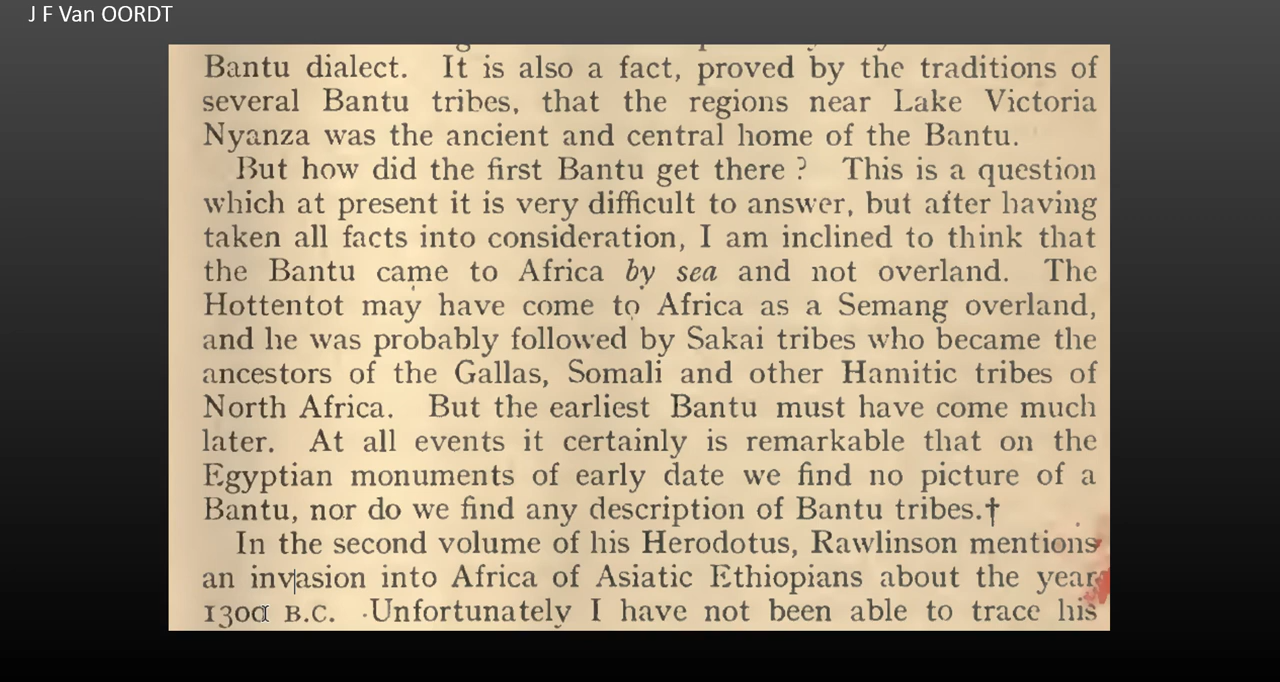 J F Van OORDT
Bantu dialect. It is also a fact, proved by the traditions of
several Bantu tribes, that the regions near Lake Victoria
Nyanza was the ancient and central home of the Bantu.
But how did the first Bantu get there ? This is a question
which at present it is very difficult to answer, but after having
taken all facts into consideration, I am inclined to think that
the Bantu came to Africa by sea and not overland. The
Hottentot may have come to Africa as a Semang overland,
and he was probably followed by Sakai tribes who became the
ancestors of the Gallas, Somali and other Hamitic tribes of
North Africa. But the earliest Bantu must have come much
later. At all events it certainly is remarkable that on the
Egyptian monuments of early date we find no picture of a
Bantu, nor do we find any description of Bantu tribes.†
In the second volume of his Herodotus, Rawlinson mentions
an invasion into Africa of Asiatic Ethiopians about the year
1300 B.C. Unfortunately I have not been able to trace his